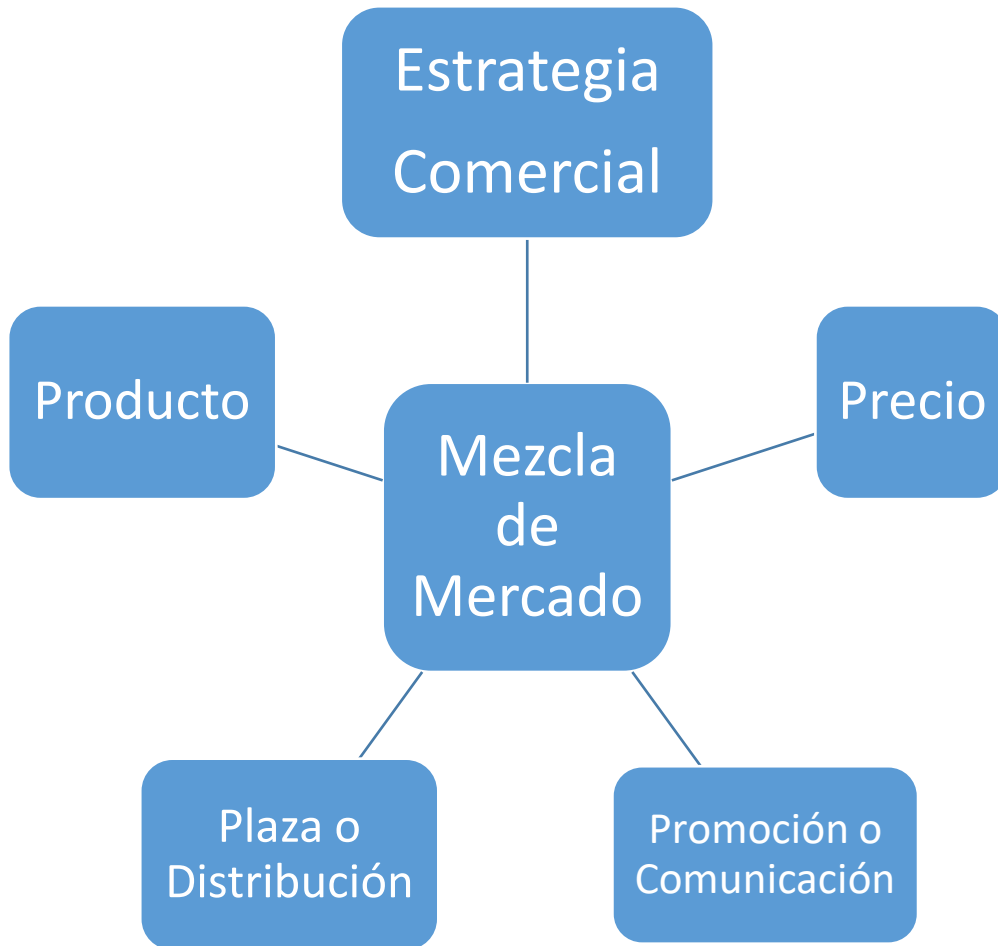 Estrategia
Comercial
Producto
Precio
Mezcla
de
Mercado
Plaza o
Distribución
Promoción o
Comunicación